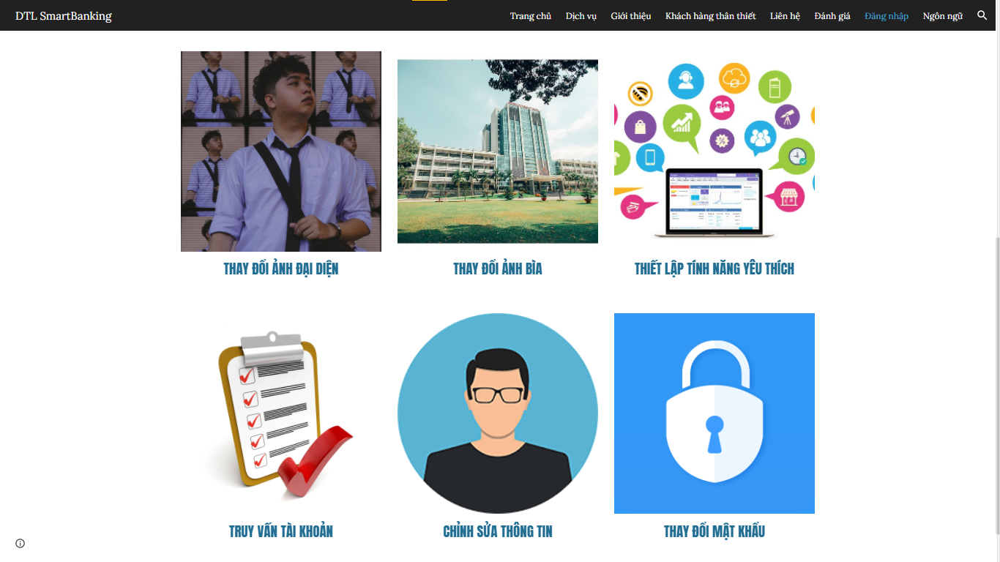 DTL SmartBanking
Trang chủ Dịch vụ Giới thiệu Khách hàng thân thiết Liên hệ Đánh giá Đăng nhập Ngôn ngữ
THAY ĐỔI ẢNH ĐẠI DIỆN
THAY ĐỔI ẢNH BÌA
THIẾT LẬP TÍNH NĂNG YÊU THÍCH
TRUY VẤN TÀI KHOẢN
CHỈNH SỬA THÔNG TIN
THAY ĐỔI MẬT KHẨU